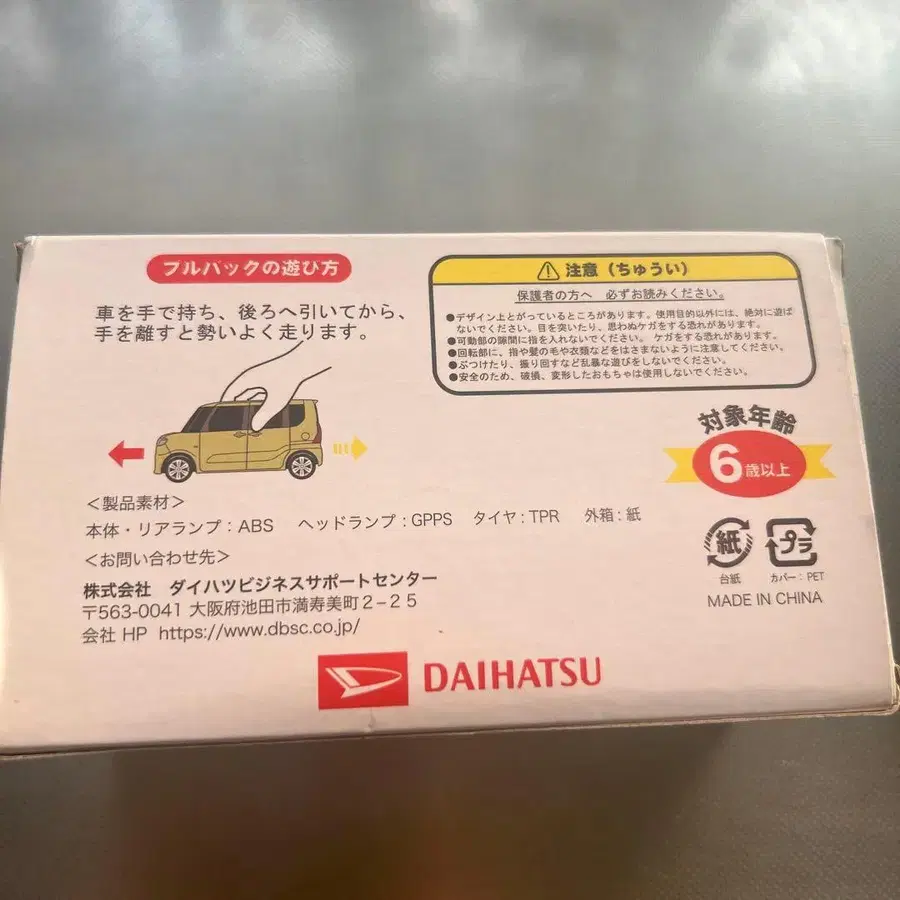 プルバックの遊び方
車を手で持ち、後ろへ引いてから、
手を離すと勢いよく走ります。
注意（ちゅうい）
保護者の方へ 必ずお読みください。
●デザイン上とがっているところがあります。使用目的以外には、絶対に遊ば
ないでください。目を突いたり、思わぬケガをする恐れがあります。
●可動部の隙間に指を入れないでください。 ケガをする恐れがあります。
●回転部に、指や髪の毛や衣類などをはさまないように注意してください。
●ぶつけたり、振り回すなど乱暴な遊びをしないでください。
●安全のため、破損、変形したおもちゃは使用しないでください。
対象年齢
6歳以上
＜製品素材＞
本体・リアランプ：ABS ヘッドランプ：GPPS タイヤ：TPR 外箱：紙
＜お問い合わせ先＞
株式会社 ダイハツビジネスサポートセンター
〒563-0041 大阪府池田市満寿美町2－25
会社 HP https://www.dbsc.co.jp/
紙
プラ
台紙
カバー：PET
MADE IN CHINA
DAIHATSU